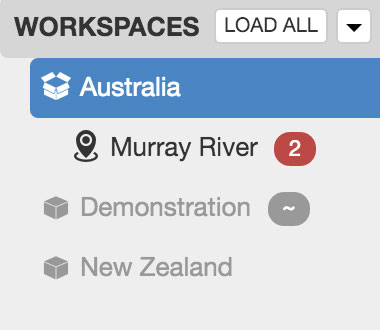 WORKSPACES LOAD ALL
Australia
Murray River 2
Demonstration ~
New Zealand